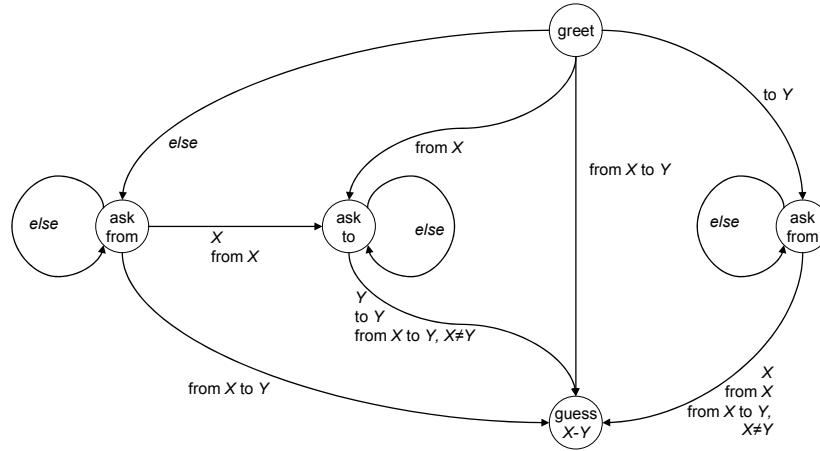 greet
to Y
else
from X
from X to Y
else
ask
from
X
from X
ask
to
else
else
ask
from
Y
to Y
from X to Y, X≠Y
from X to Y
X
from X
from X to Y,
X≠Y
guess
X-Y